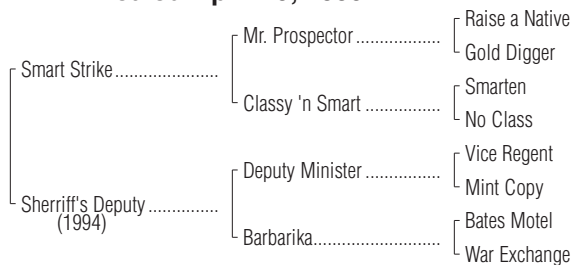 Raise a Native
Mr. Prospector
Gold Digger
Smart Strike
Smarten
Classy 'n Smart
No Class
Vice Regent
Deputy Minister
Mint Copy
Sherriff's Deputy
(1994)
Bates Motel
Barbarika
War Exchange